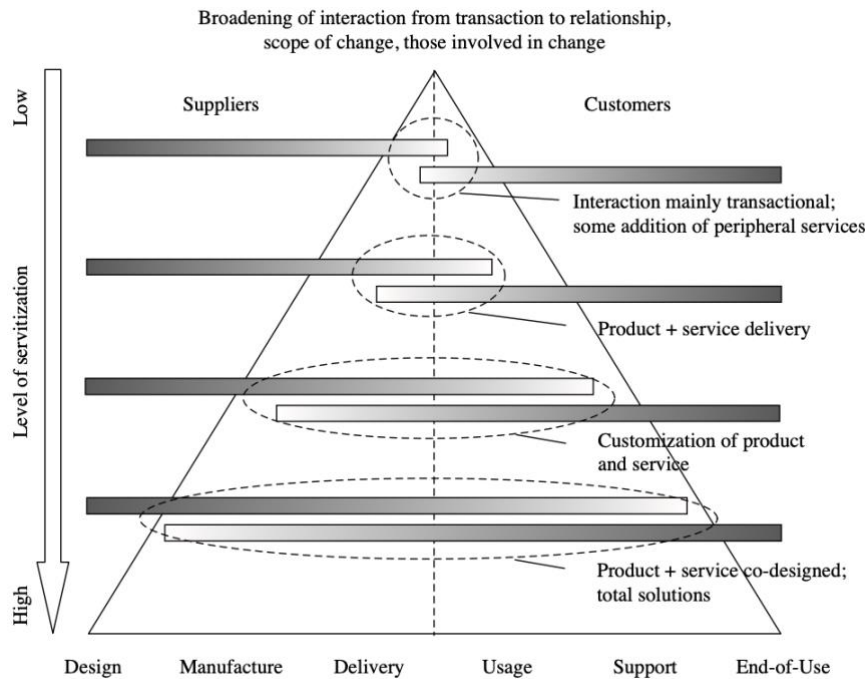 Broadening of interaction from transaction to relationship,
scope of change, those involved in change
Low
Suppliers
Customers
Interaction mainly transactional;
some addition of peripheral services
Level of servitization
Product + service delivery
Customization of product
and service
Product + service co-designed;
total solutions
High
Design
Manufacture
Delivery
Usage
Support
End-of-Use